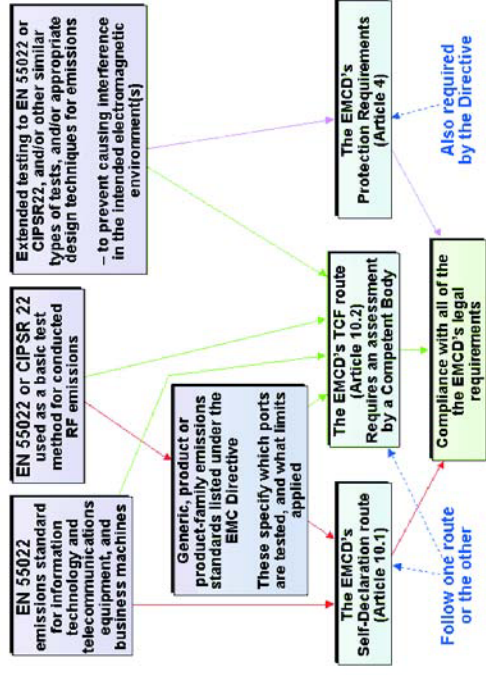 EN 55022
emissions standard
for information
technology and
telecommunications
equipment, and
business machines
EN 55022 or CIPSR 22
used as a basic test
method for conducted
RF emissions
Extended testing to EN 55022 or
CIPSR22, and/or other similar
types of tests, and/or appropriate
design techniques for emissions
– to prevent causing interference
in the intended electromagnetic
environment(s)
Generic, product or
product-family emissions
standards listed under the
EMC Directive
These specify which ports
are tested, and what limits
applied
The EMCD's
Self-Declaration route
(Article 10.1)
The EMCD's TCF route
(Article 10.2)
Requires an assessment
by a Competent Body
The EMCD's
Protection Requirements
(Article 4)
Follow one route
or the other
Compliance with all of
the EMCD's legal
requirements
Also required
by the Directive